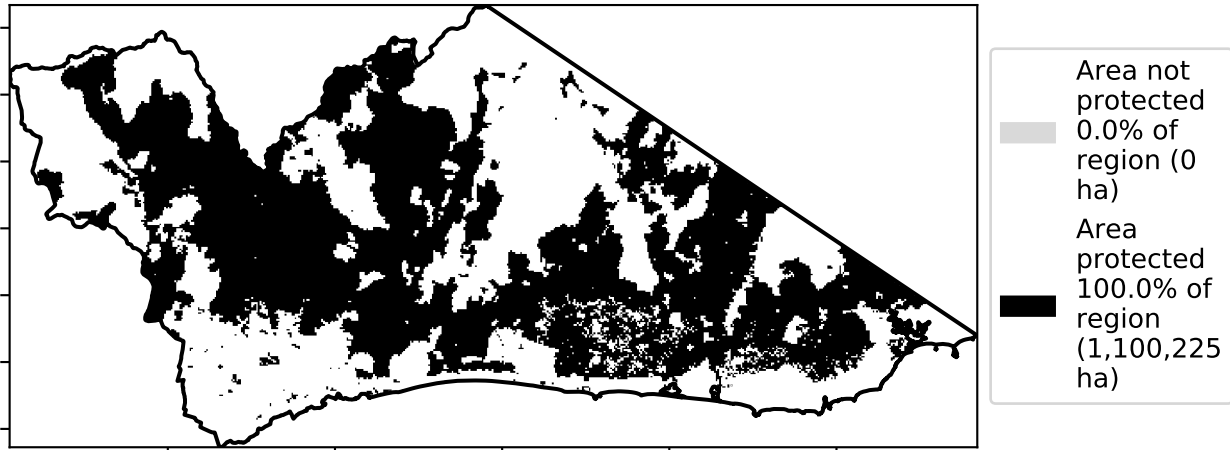 Area not
protected
0.0% of
region (0
ha)
Area
protected
100.0% of
region
(1,100,225
ha)